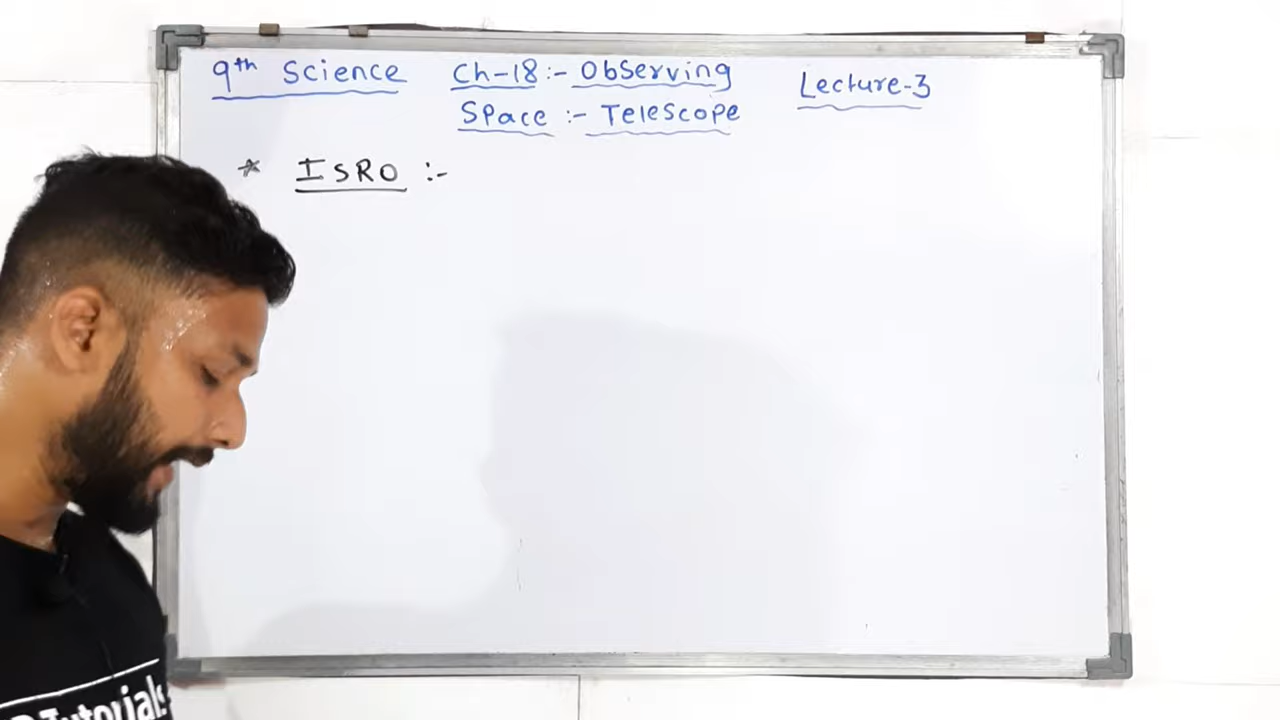 9th Science Ch-18:- Observing Lecture-3
Space :- Telescope
* ISRO :-
Tutorials